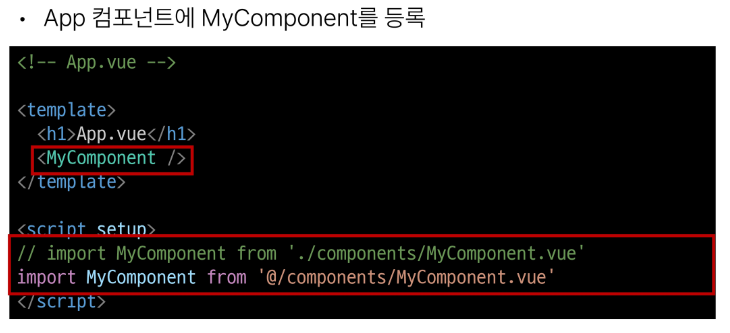 • App 컴포넌트에 MyComponent를 등록
<!-- App.vue -->
<template>
<h1>App.vue</h1>
<MyComponent />
</template>
<script setup>
// import MyComponent from './components/MyComponent.vue'
import MyComponent from '@/components/MyComponent.vue'
</script>